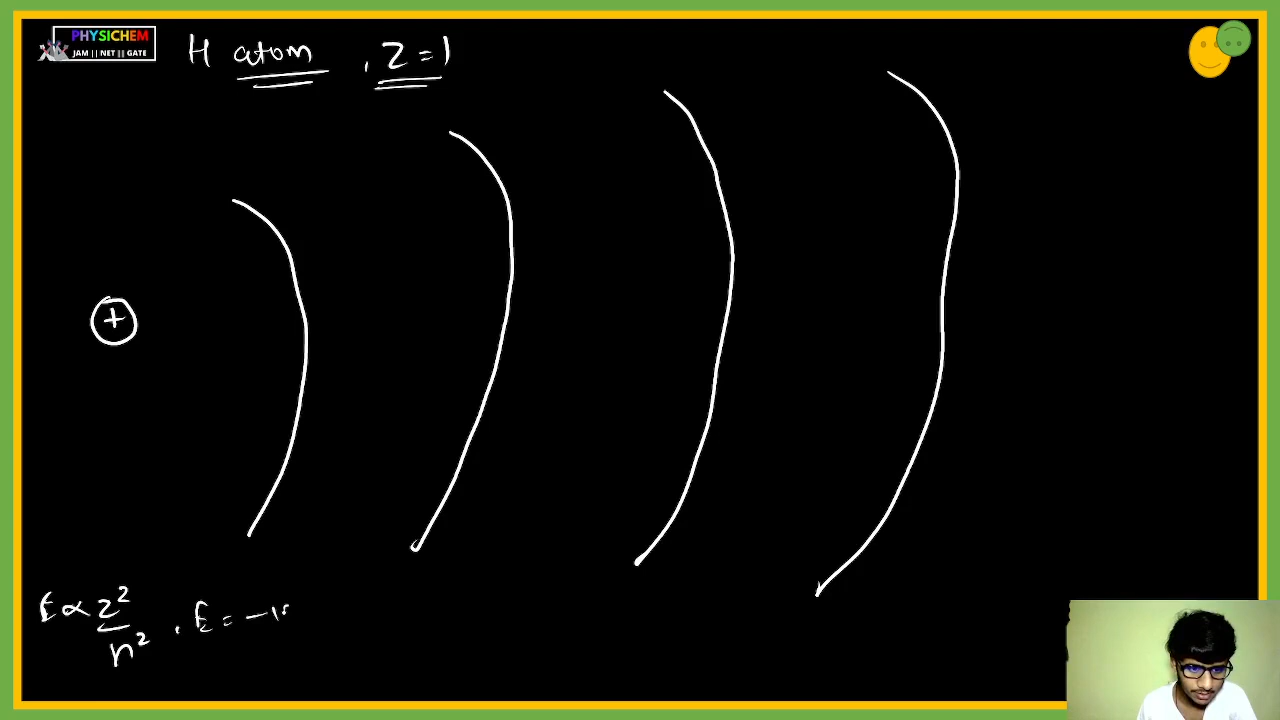 PHYSICHEM
JAM || NET || GATE
H atom , Z = 1
+
E ∝ Z²/n² , E = -1